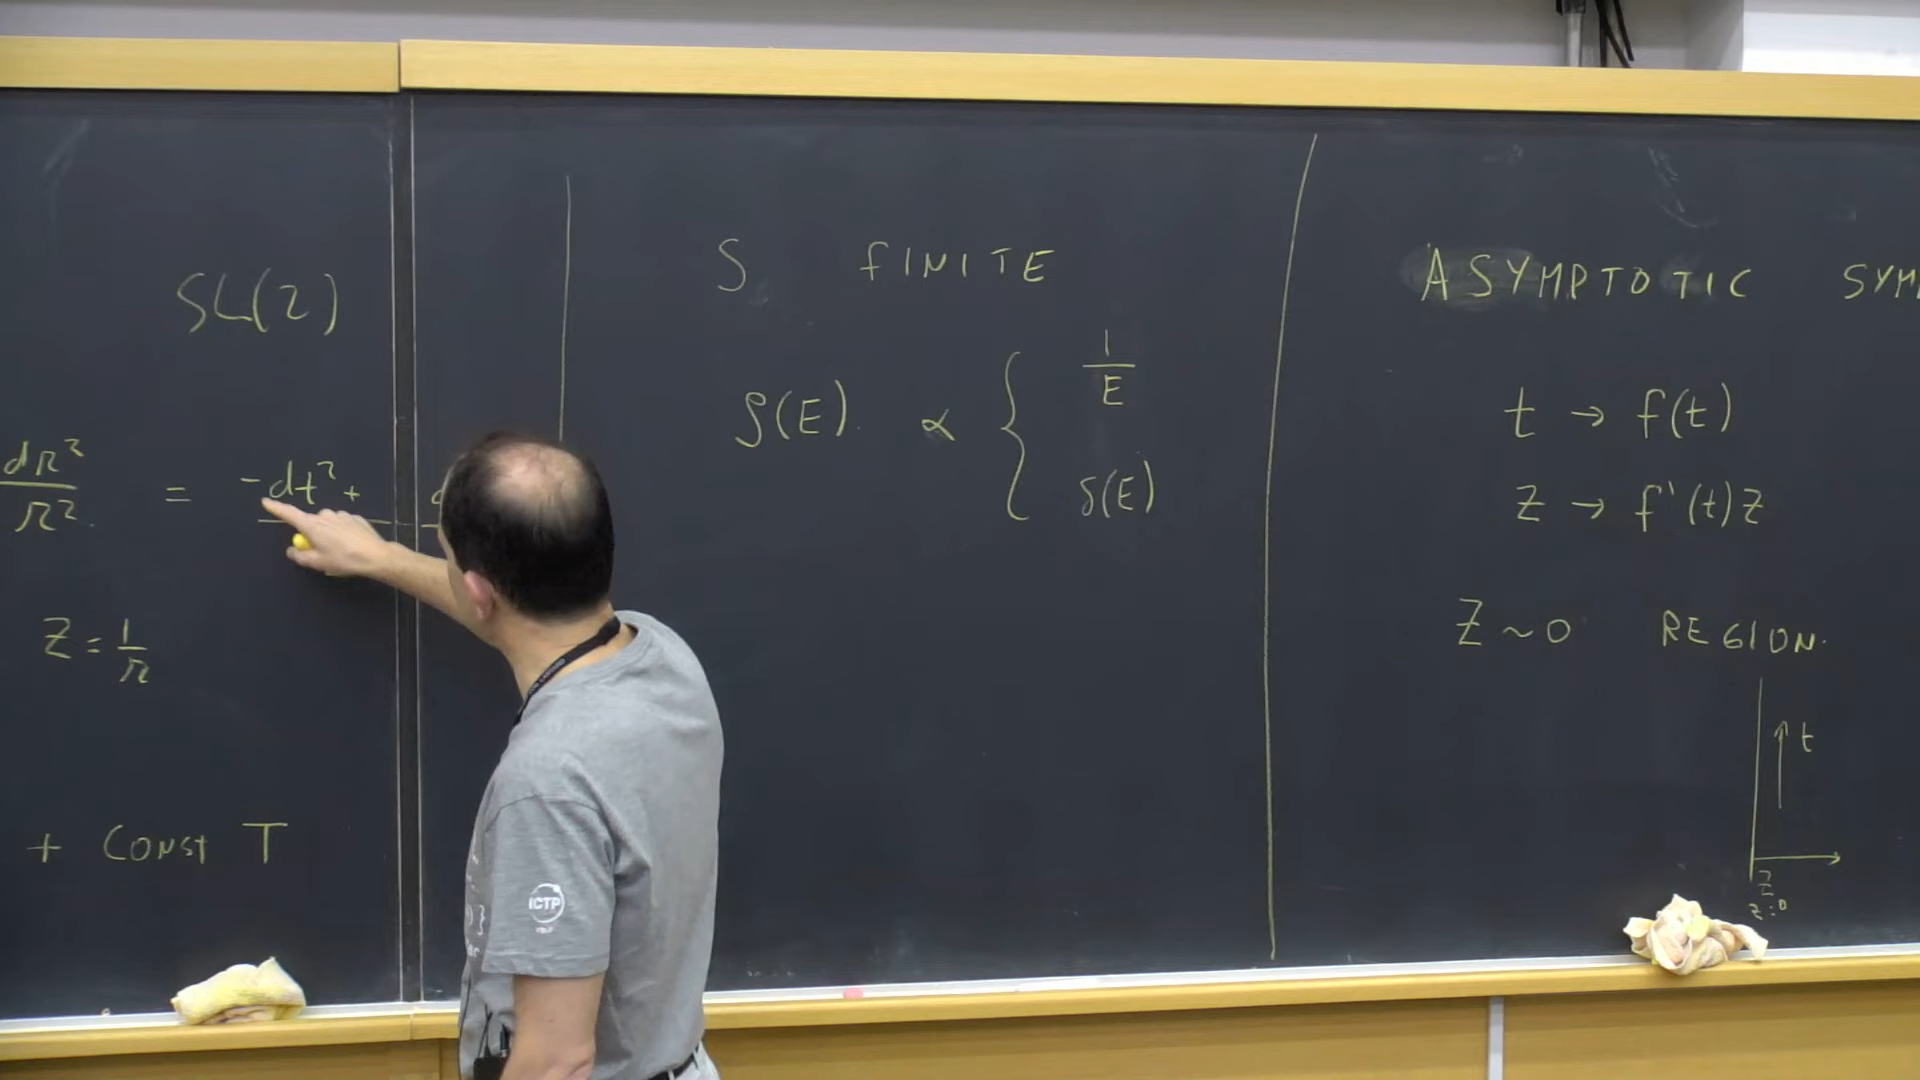 SL(2)
dr²/r² = -dt² +
z = 1/r
+ CONST T
S FINITE
ρ(E) ∝ { 1/E
δ(E)
ASYMPTOTIC SYM
t → f(t)
z → f'(t) z
z ~ 0 REGION.
t
z
z=0
ICTP